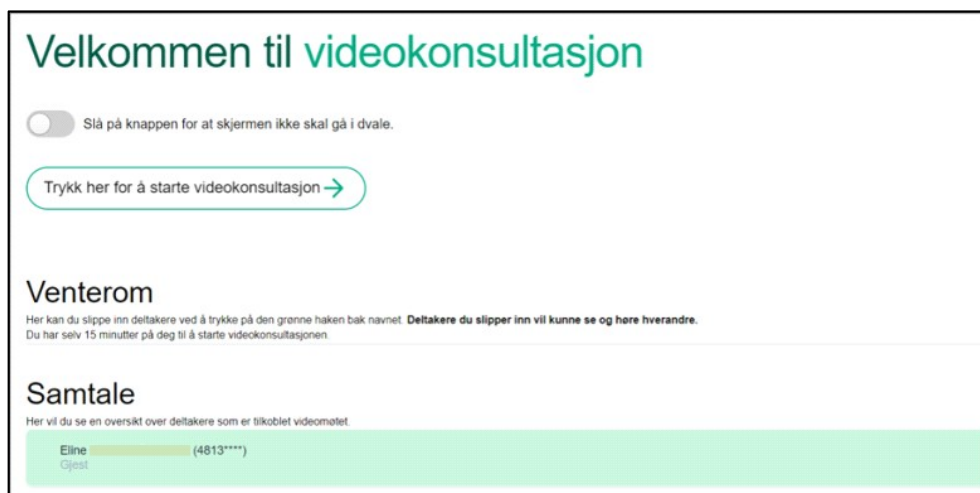 Velkommen til videokonsultasjon
Slå på knappen for at skjermen ikke skal gå i dvale.
Trykk her for å starte videokonsultasjon
Venterom
Her kan du slippe inn deltakere ved å trykke på den grønne haken bak navnet. Deltakere du slipper inn vil kunne se og høre hverandre.
Du har selv 15 minutter på deg til å starte videokonsultasjonen.
Samtale
Her vil du se en oversikt over deltakere som er tilkoblet videomøtet.
Eline (4813****)
Gjest